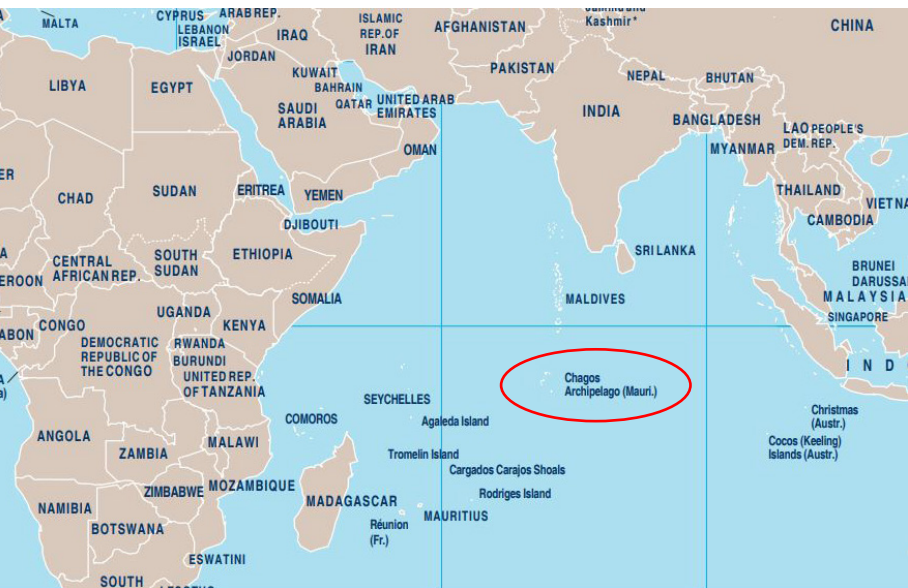 MALTA
CYPRUS
ARAB REP.
LEBANON
ISRAEL
IRAQ
ISLAMIC
REP.OF
IRAN
AFGHANISTAN
Kashmir*
CHINA
JORDAN
KUWAIT
BAHRAIN
QATAR
UNITED ARAB
EMIRATES
PAKISTAN
NEPAL
BHUTAN
LIBYA
EGYPT
SAUDI
ARABIA
INDIA
BANGLADESH
LAO PEOPLE'S
DEM. REP.
OMAN
MYANMAR
ER
CHAD
SUDAN
ERITREA
YEMEN
THAILAND
VIETNA
CAMBODIA
DJIBOUTI
A
EROON
CENTRAL
AFRICAN REP.
SOUTH
SUDAN
ETHIOPIA
SRI LANKA
BRUNEI
DARUSSA
MALAYSIA
SINGAPORE
SOMALIA
MALDIVES
UGANDA
KENYA
ABON
CONGO
DEMOCRATIC
REPUBLIC OF
THE CONGO
RWANDA
BURUNDI
UNITED REP.
OF TANZANIA
I N D
A
a)
Chagos
Archipelago (Mauri.)
SEYCHELLES
COMOROS
Agaleda Island
Christmas
(Austr.)
ANGOLA
ZAMBIA
MALAWI
Tromelin Island
Cocos (Keeling)
Islands (Austr.)
Cargados Carajos Shoals
ZIMBABWE
MOZAMBIQUE
MADAGASCAR
Rodriges Island
NAMIBIA
BOTSWANA
MAURITIUS
Réunion
(Fr.)
ESWATINI
SOUTH